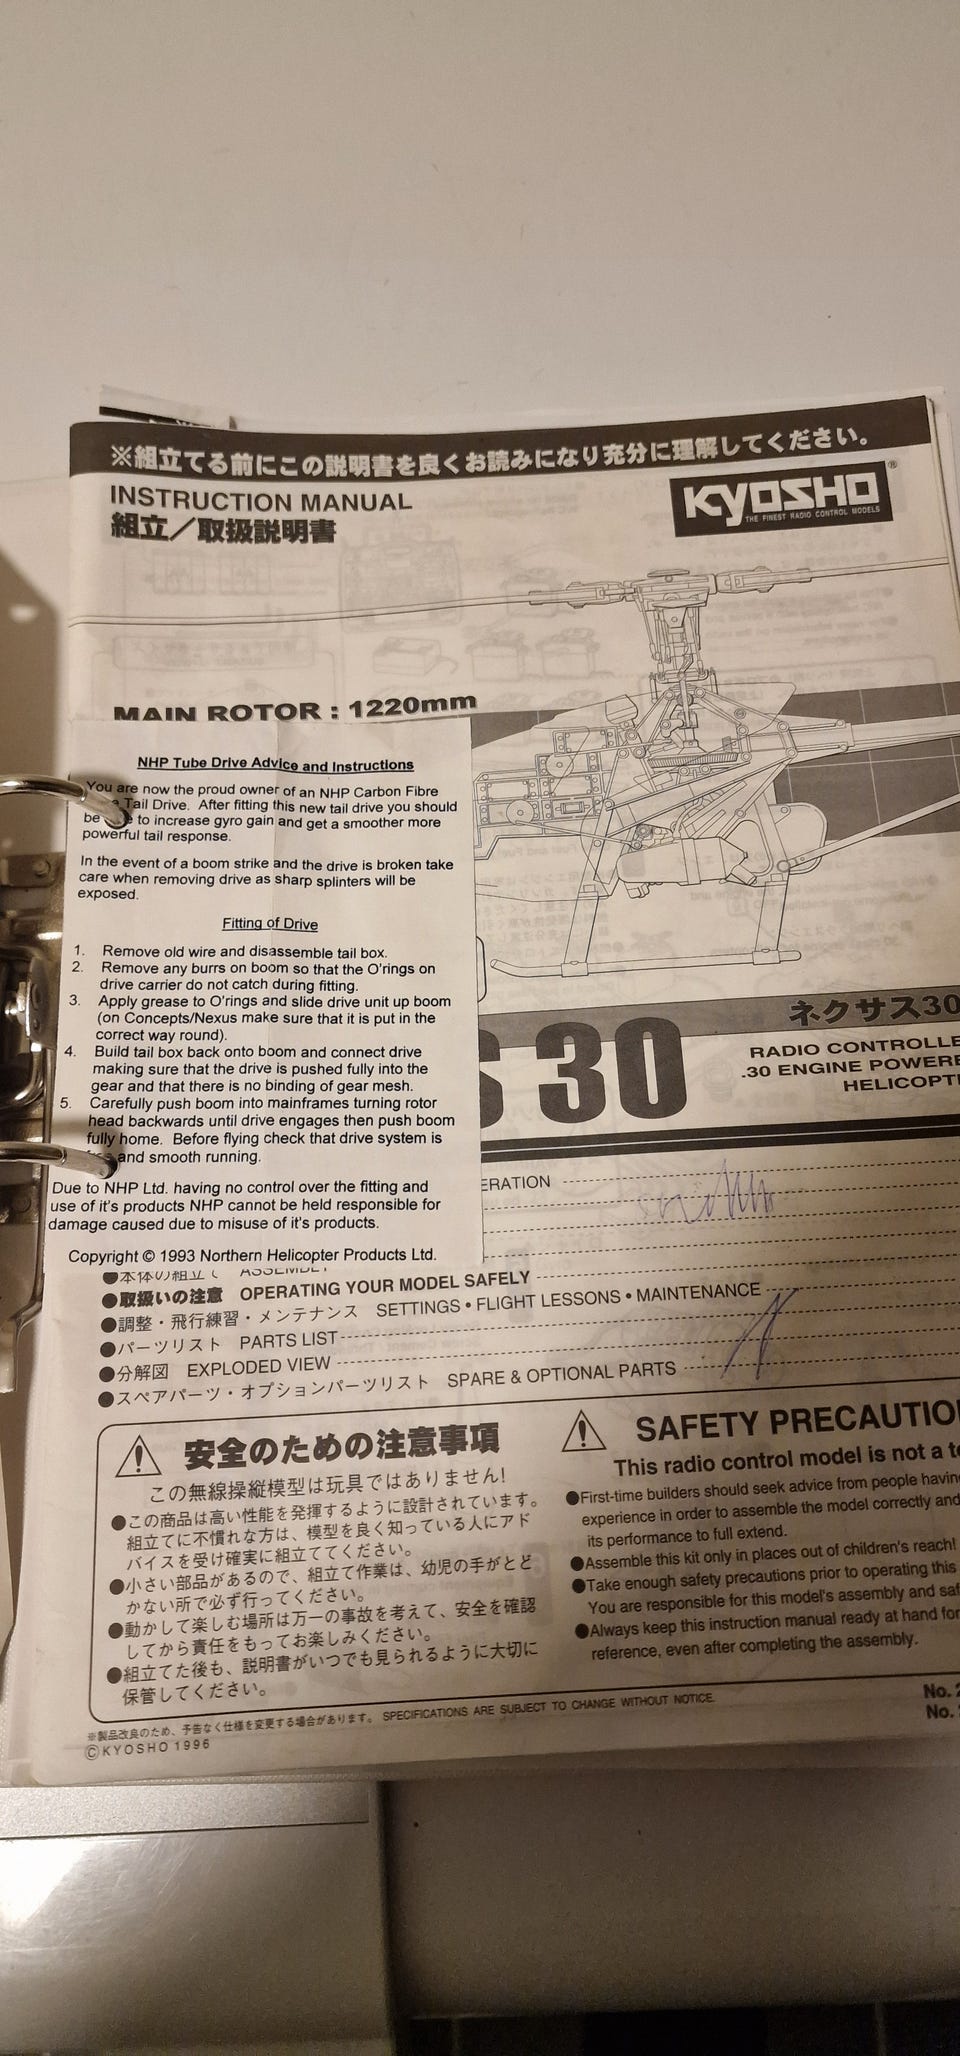 ※組立てる前にこの説明書を良くお読みになり充分に理解してください。
INSTRUCTION MANUAL
組立／取扱説明書
KYOSHO®
THE FINEST RADIO CONTROL MODELS
MAIN ROTOR : 1220mm
NHP Tube Drive Advice and Instructions
You are now the proud owner of an NHP Carbon Fibre
Tail Drive. After fitting this new tail drive you should
be to increase gyro gain and get a smoother more
powerful tail response.
In the event of a boom strike and the drive is broken take
care when removing drive as sharp splinters will be
exposed.
Fitting of Drive
1. Remove old wire and disassemble tail box.
2. Remove any burrs on boom so that the O'rings on
drive carrier do not catch during fitting.
3. Apply grease to O'rings and slide drive unit up boom
(on Concepts/Nexus make sure that it is put in the
correct way round).
4. Build tail box back onto boom and connect drive
making sure that the drive is pushed fully into the
gear and that there is no binding of gear mesh.
5. Carefully push boom into mainframes turning rotor
head backwards until drive engages then push boom
fully home. Before flying check that drive system is
and smooth running.
Due to NHP Ltd. having no control over the fitting and
use of it's products NHP cannot be held responsible for
damage caused due to misuse of it's products.
Copyright © 1993 Northern Helicopter Products Ltd.
S 30
ネクサス30
RADIO CONTROLLE
.30 ENGINE POWERE
HELICOPT
ERATION
●本体の組立て ASSEMBLY
●取扱いの注意 OPERATING YOUR MODEL SAFELY
●調整・飛行練習・メンテナンス SETTINGS • FLIGHT LESSONS • MAINTENANCE
●パーツリスト PARTS LIST
●分解図 EXPLODED VIEW
●スペアパーツ・オプションパーツリスト SPARE & OPTIONAL PARTS
安全のための注意事項
この無線操縦模型は玩具ではありません!
●この商品は高い性能を発揮するように設計されています。
組立てに不慣れな方は、模型を良く知っている人にアド
バイスを受け確実に組立ててください。
●小さい部品があるので、組立て作業は、幼児の手がとど
かない所で必ず行ってください。
●動かして楽しむ場所は万一の事故を考えて、安全を確認
してから責任をもってお楽しみください。
●組立てた後も、説明書がいつでも見られるように大切に
保管してください。
SAFETY PRECAUTIO
This radio control model is not a to
●First-time builders should seek advice from people having
experience in order to assemble the model correctly and
its performance to full extend.
●Assemble this kit only in places out of children's reach!
●Take enough safety precautions prior to operating this
You are responsible for this model's assembly and saf
●Always keep this instruction manual ready at hand for
reference, even after completing the assembly.
※製品改良のため、予告なく仕様を変更する場合があります。 SPECIFICATIONS ARE SUBJECT TO CHANGE WITHOUT NOTICE.
©KYOSHO 1996
No. 2
No.